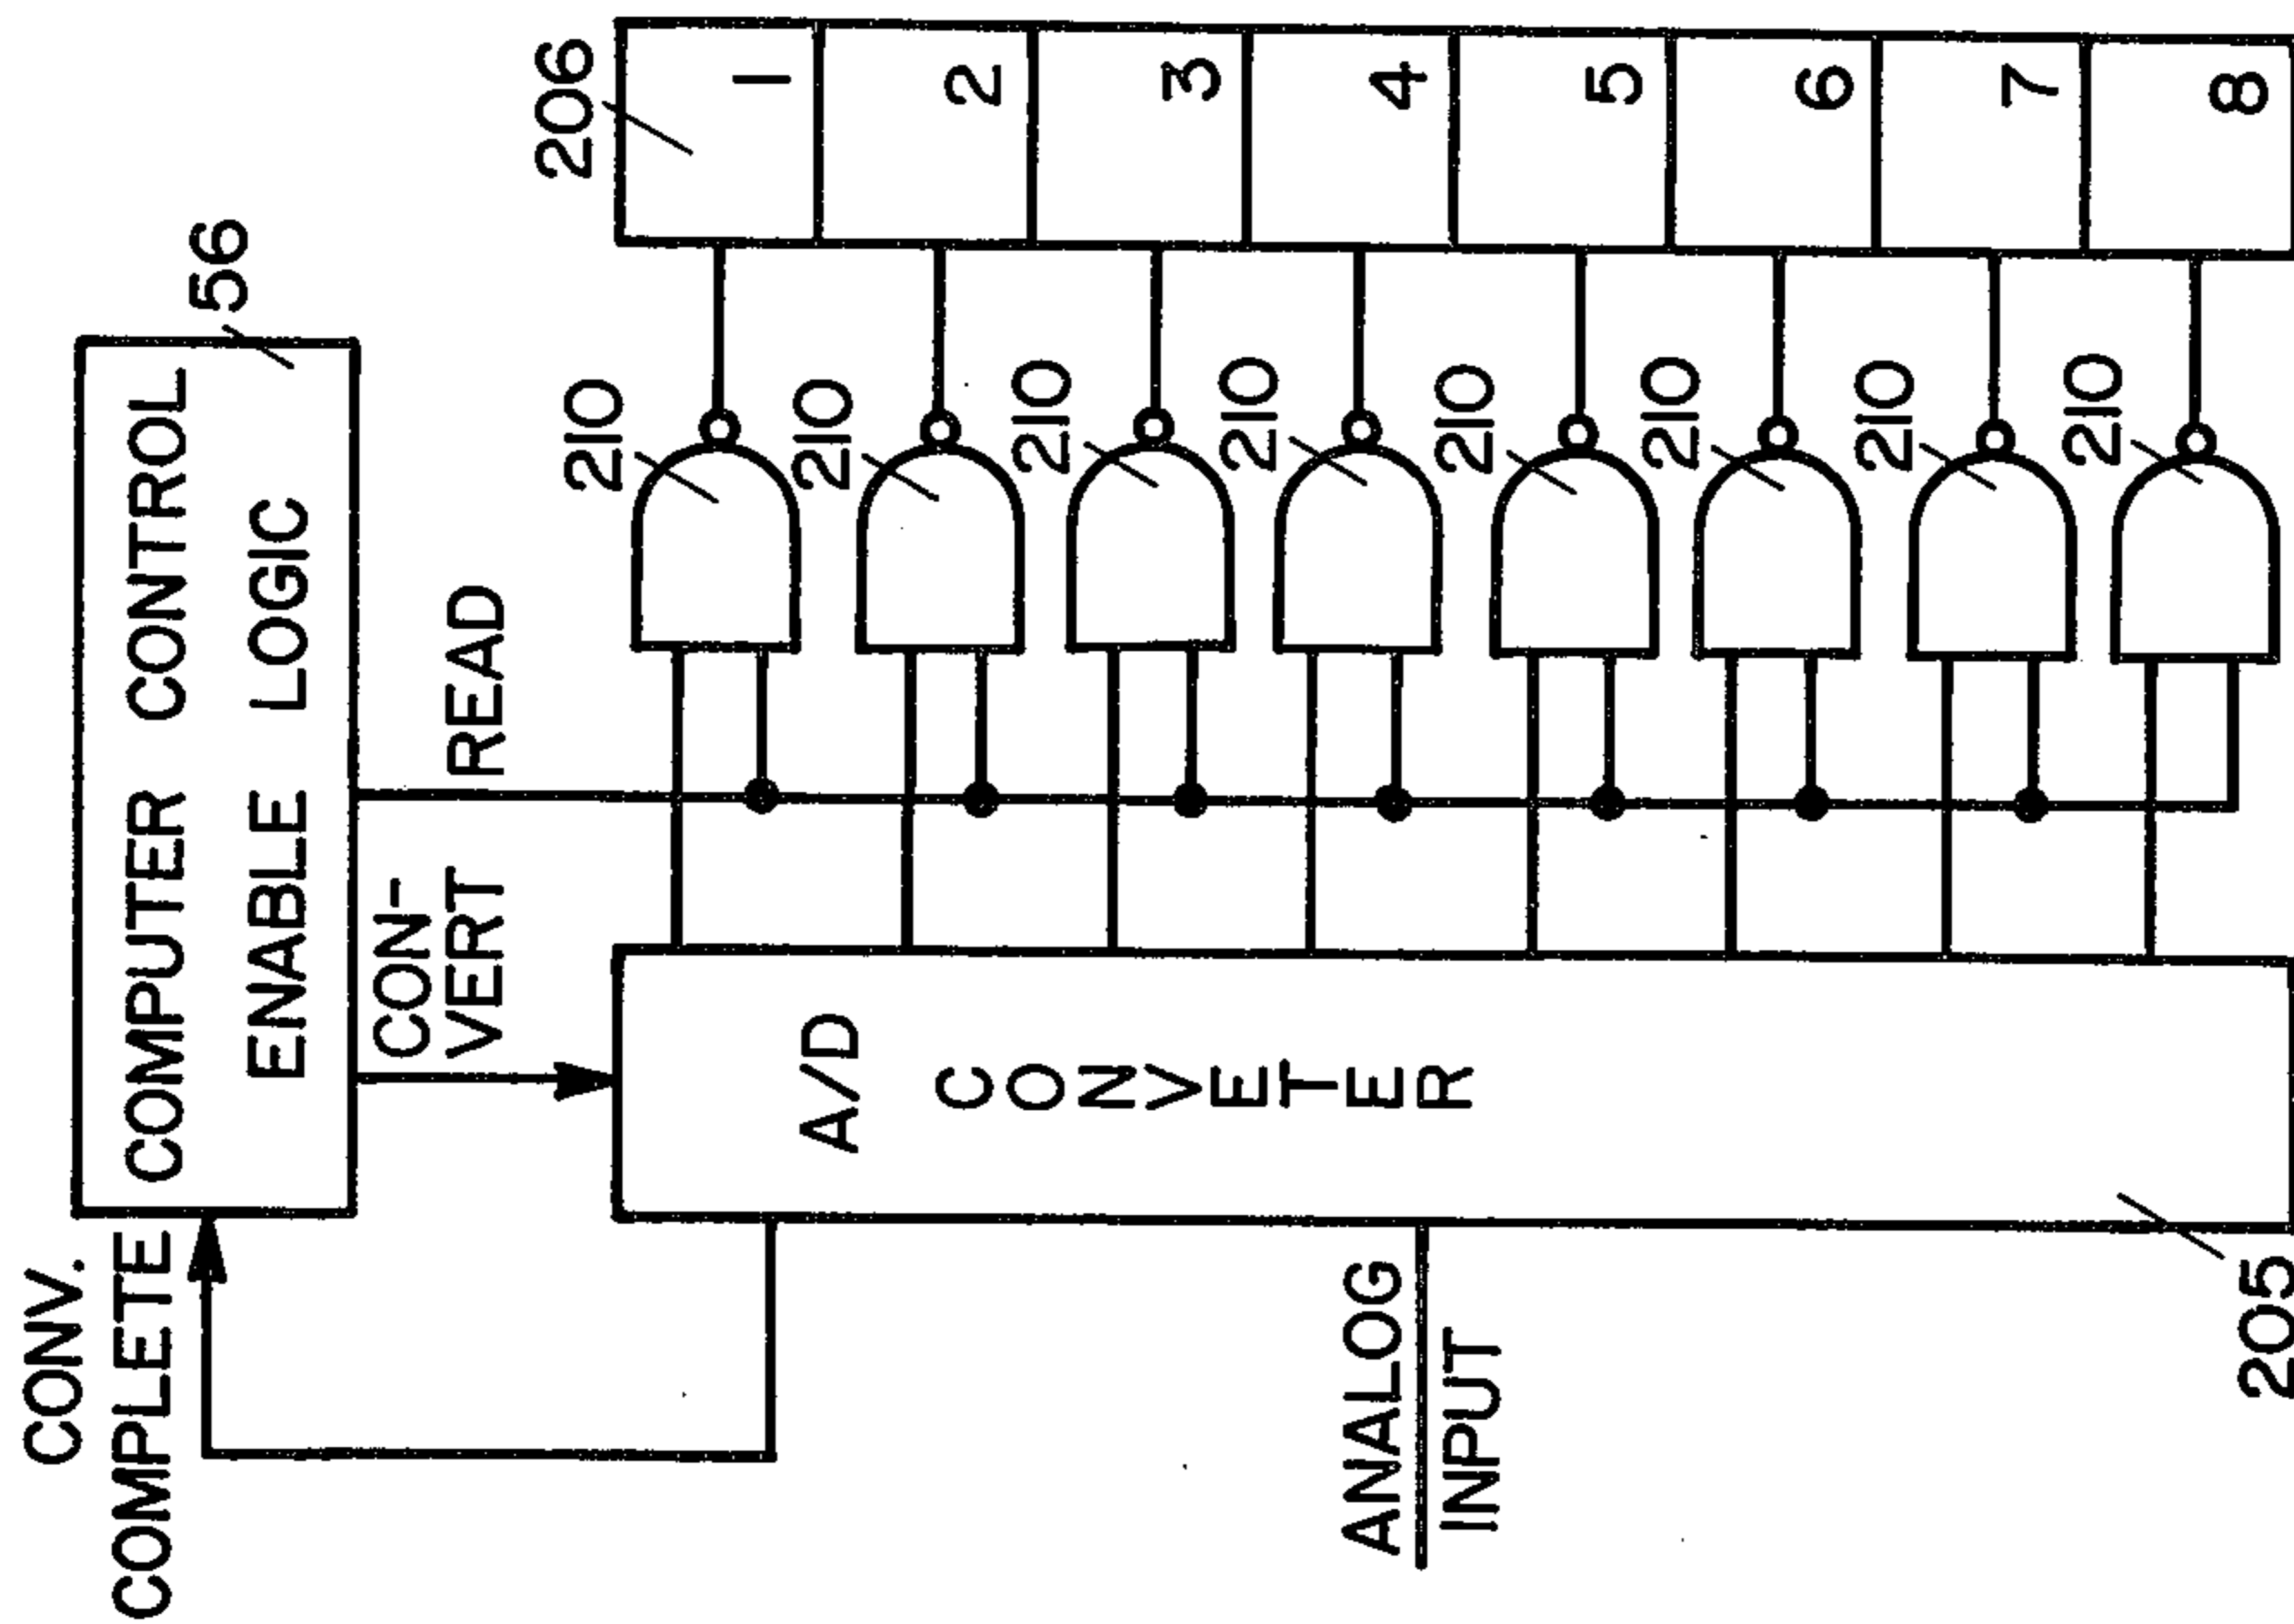 CONV.
COMPLETE
COMPUTER CONTROL
ENABLE LOGIC
56
CON-
VERT
READ
206
210
1
A/D
CONVETER
210
2
210
3
210
4
ANALOG
INPUT
210
5
210
6
210
7
210
8
205